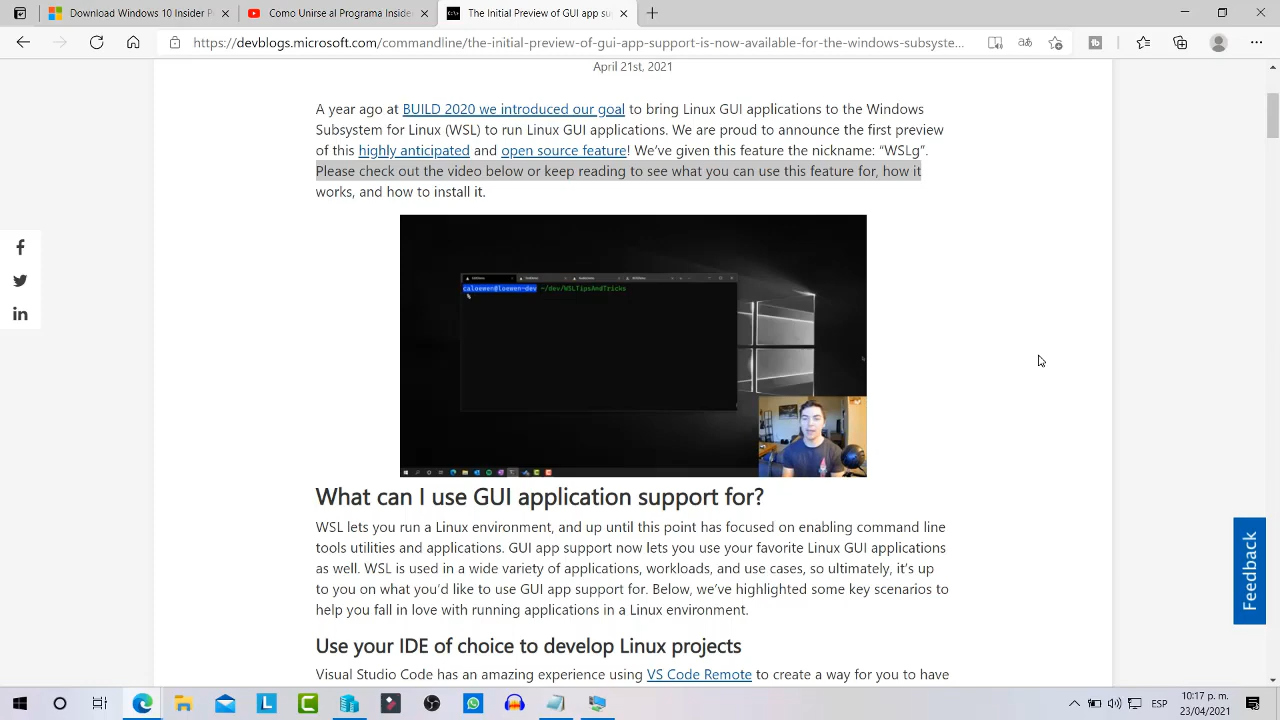 Download Windows 10 Insider P
Como Unirse al Programa Inside
The Initial Preview of GUI app su
https://devblogs.microsoft.com/commandline/the-initial-preview-of-gui-app-support-is-now-available-for-the-windows-subsyste...
April 21st, 2021
A year ago at BUILD 2020 we introduced our goal to bring Linux GUI applications to the Windows
Subsystem for Linux (WSL) to run Linux GUI applications. We are proud to announce the first preview
of this highly anticipated and open source feature! We’ve given this feature the nickname: “WSLg”.
Please check out the video below or keep reading to see what you can use this feature for, how it
works, and how to install it.
caloewen@loewen-dev ~/dev/WSLTipsAndTricks
What can I use GUI application support for?
WSL lets you run a Linux environment, and up until this point has focused on enabling command line
tools utilities and applications. GUI app support now lets you use your favorite Linux GUI applications
as well. WSL is used in a wide variety of applications, workloads, and use cases, so ultimately, it’s up
to you on what you’d like to use GUI app support for. Below, we’ve highlighted some key scenarios to
help you fall in love with running applications in a Linux environment.
Feedback
Use your IDE of choice to develop Linux projects
Visual Studio Code has an amazing experience using VS Code Remote to create a way for you to have
ESP
10:17 p. m.
23/04/2021